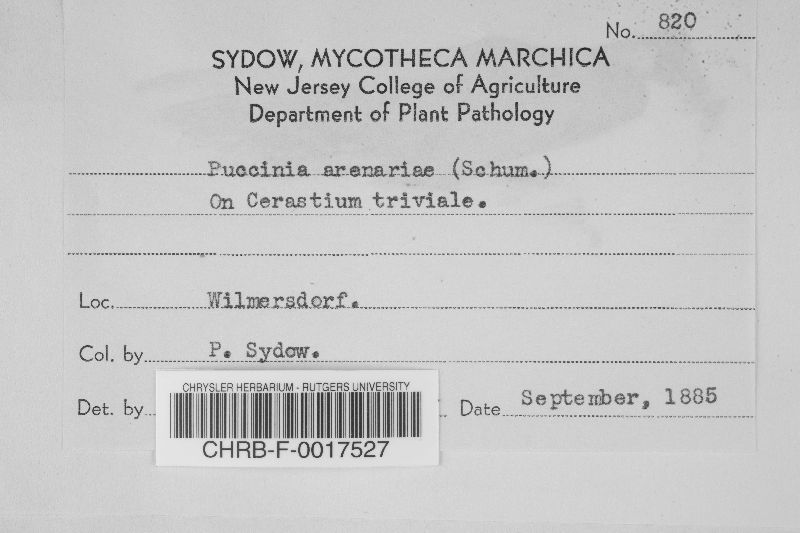 No. 820
SYDOW, MYCOTHECA MARCHICA
New Jersey College of Agriculture
Department of Plant Pathology
Puccinia arenariae (Schum.)
On Cerastium triviale.
Loc. Wilmersdorf.
Col. by P. Sydow.
Det. by
Date September, 1885
CHRYSLER HERBARIUM - RUTGERS UNIVERSITY
CHRB-F-0017527